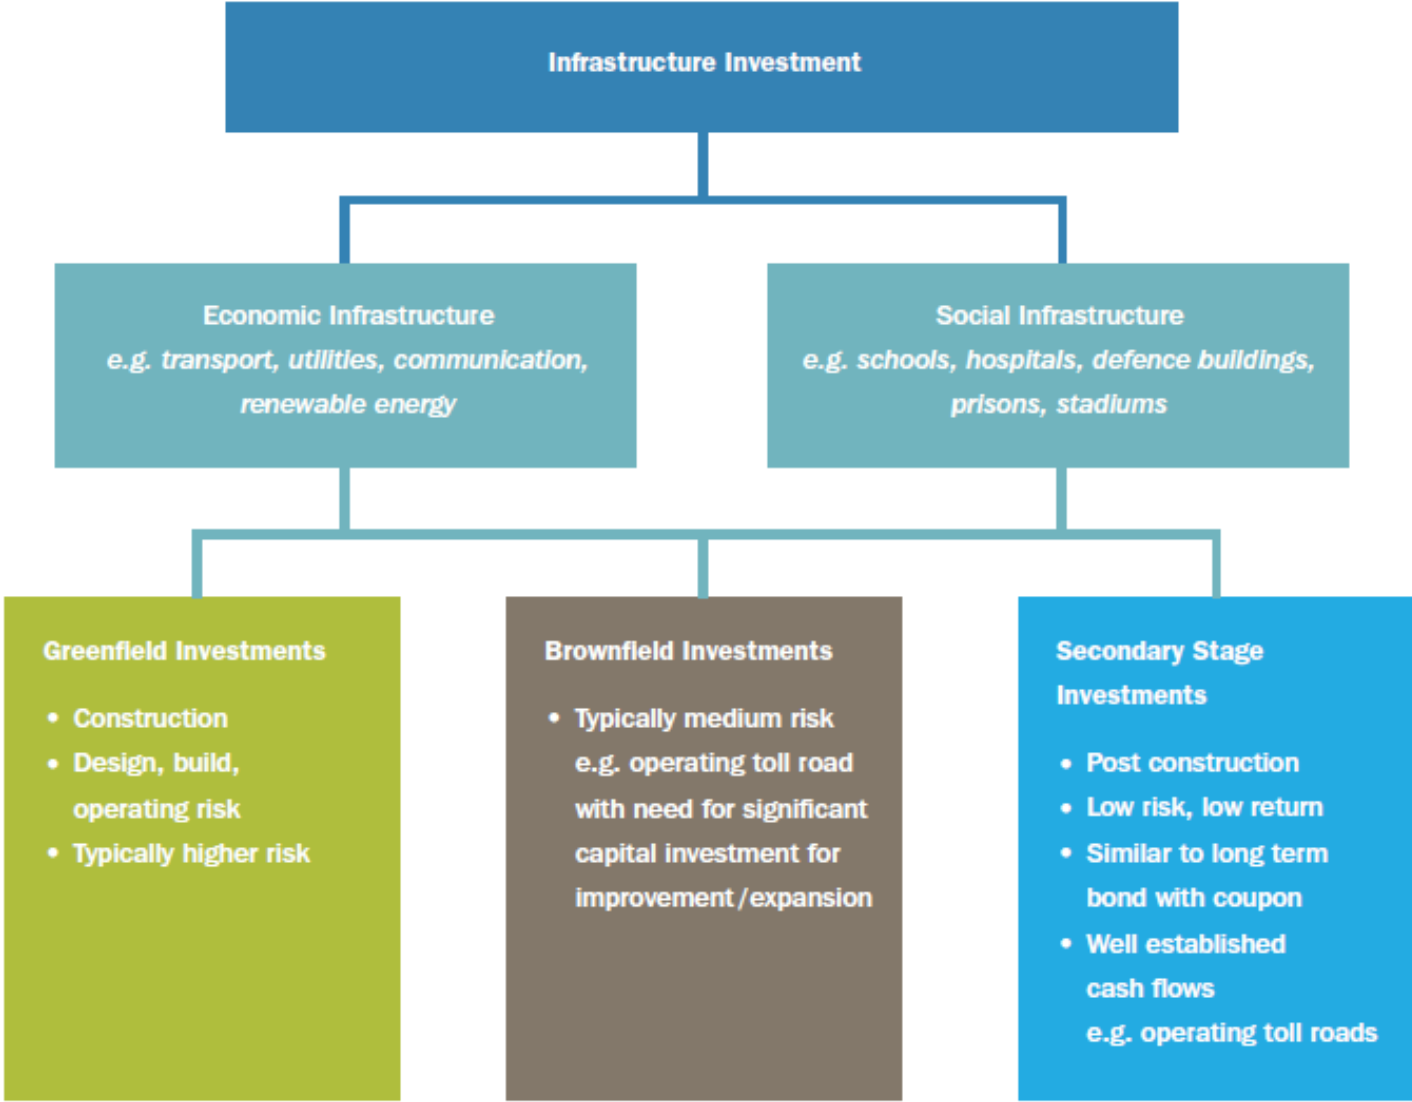 Infrastructure Investment
Economic Infrastructure
e.g. transport, utilities, communication,
renewable energy
Social Infrastructure
e.g. schools, hospitals, defence buildings,
prisons, stadiums
Greenfield Investments
• Construction
• Design, build,
operating risk
• Typically higher risk
Brownfield Investments
• Typically medium risk
e.g. operating toll road
with need for significant
capital investment for
improvement/expansion
Secondary Stage
Investments
• Post construction
• Low risk, low return
• Similar to long term
bond with coupon
• Well established
cash flows
e.g. operating toll roads